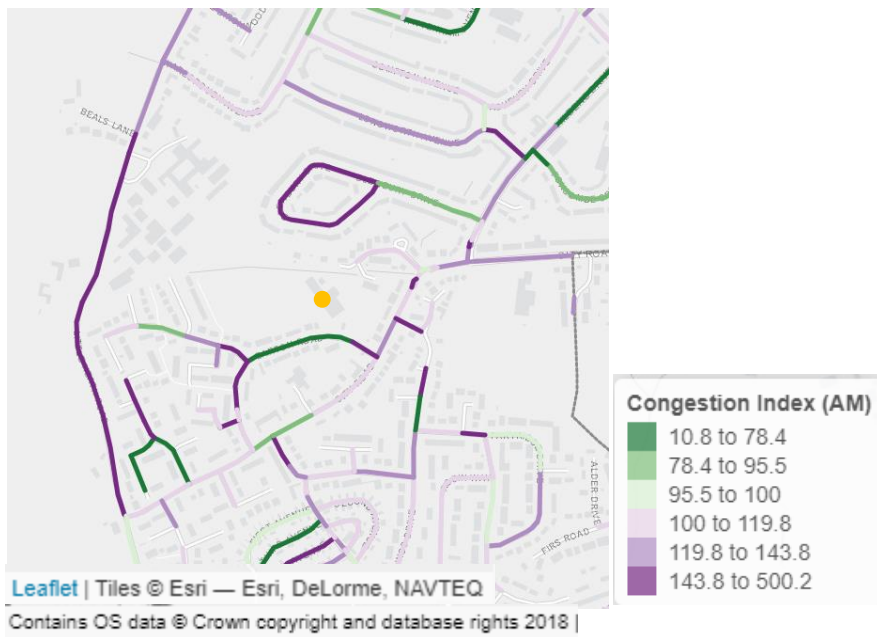 BEALS LANE
ALDER DRIVE
FIRS ROAD
Congestion Index (AM)
10.8 to 78.4
78.4 to 95.5
95.5 to 100
100 to 119.8
119.8 to 143.8
143.8 to 500.2
Leaflet | Tiles © Esri — Esri, DeLorme, NAVTEQ
Contains OS data © Crown copyright and database rights 2018 |